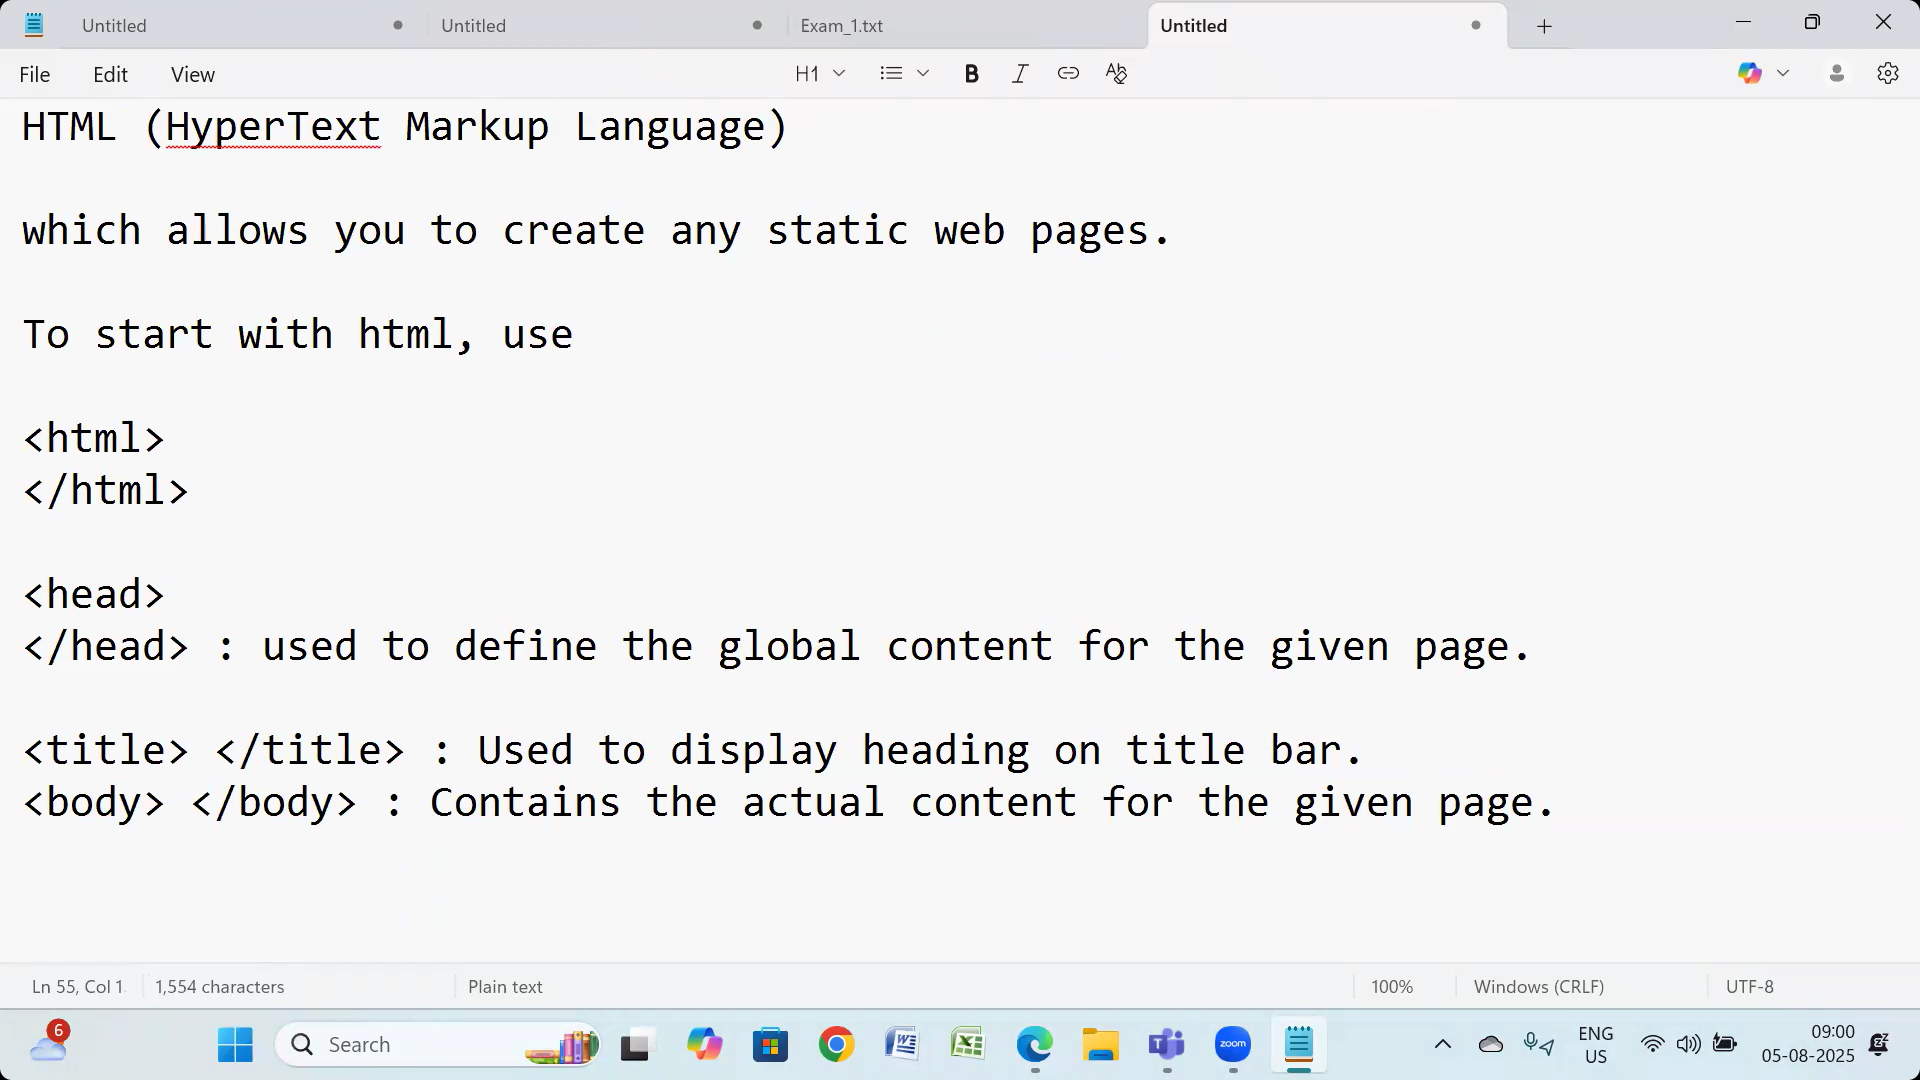 Untitled
Untitled
Exam_1.txt
Untitled
File Edit View
H1
HTML (HyperText Markup Language)
which allows you to create any static web pages.
To start with html, use
<html>
</html>
<head>
</head> : used to define the global content for the given page.
<title> </title> : Used to display heading on title bar.
<body> </body> : Contains the actual content for the given page.
Ln 55, Col 1 1,554 characters Plain text 100% Windows (CRLF) UTF-8
6
Search
zoom
ENG
US
09:00
05-08-2025